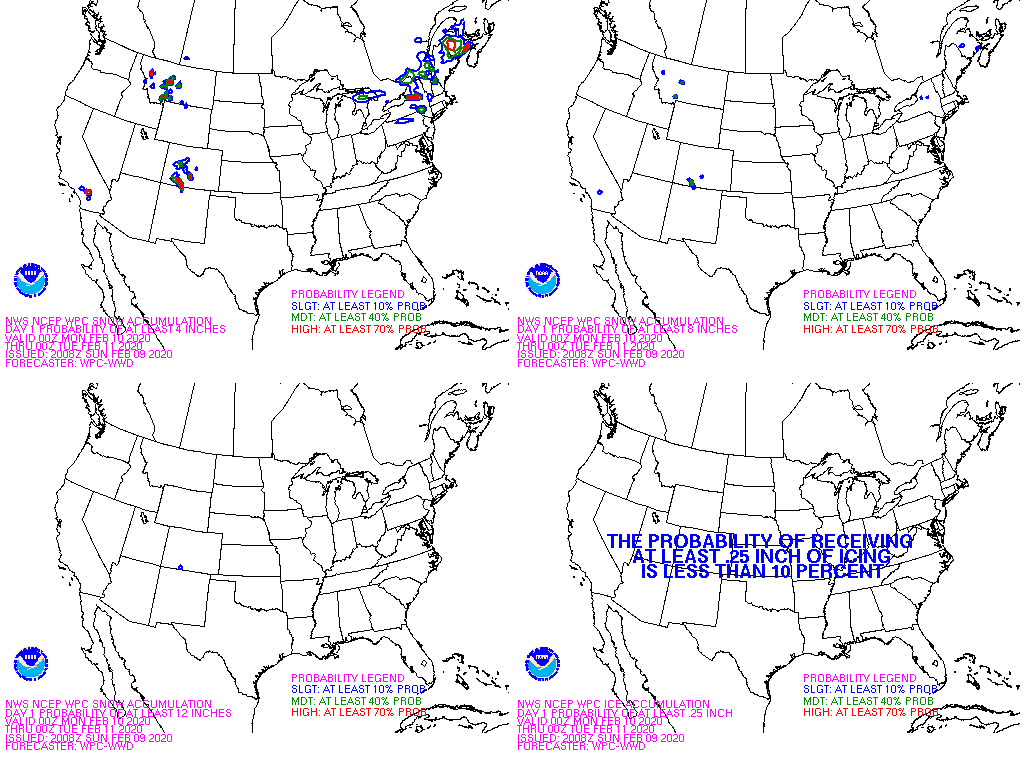 PROBABILITY LEGEND
SLGT: AT LEAST 10% PROB
MDT: AT LEAST 40% PROB
HIGH: AT LEAST 70% PROB
NWS NCEP WPC SNOW ACCUMULATION
DAY 1 PROBABILITY OF AT LEAST 4 INCHES
VALID 00Z MON FEB 10 2020
THRU 00Z TUE FEB 11 2020
ISSUED: 2008Z SUN FEB 09 2020
FORECASTER: WPC-WWD
PROBABILITY LEGEND
SLGT: AT LEAST 10% PROB
MDT: AT LEAST 40% PROB
HIGH: AT LEAST 70% PROB
NWS NCEP WPC SNOW ACCUMULATION
DAY 1 PROBABILITY OF AT LEAST 8 INCHES
VALID 00Z MON FEB 10 2020
THRU 00Z TUE FEB 11 2020
ISSUED: 2008Z SUN FEB 09 2020
FORECASTER: WPC-WWD
PROBABILITY LEGEND
SLGT: AT LEAST 10% PROB
MDT: AT LEAST 40% PROB
HIGH: AT LEAST 70% PROB
NWS NCEP WPC SNOW ACCUMULATION
DAY 1 PROBABILITY OF AT LEAST 12 INCHES
VALID 00Z MON FEB 10 2020
THRU 00Z TUE FEB 11 2020
ISSUED: 2008Z SUN FEB 09 2020
FORECASTER: WPC-WWD
THE PROBABILITY OF RECEIVING
AT LEAST .25 INCH OF ICING
IS LESS THAN 10 PERCENT
PROBABILITY LEGEND
SLGT: AT LEAST 10% PROB
MDT: AT LEAST 40% PROB
HIGH: AT LEAST 70% PROB
NWS NCEP WPC ICE ACCUMULATION
DAY 1 PROBABILITY OF AT LEAST .25 INCH
VALID 00Z MON FEB 10 2020
THRU 00Z TUE FEB 11 2020
ISSUED: 2008Z SUN FEB 09 2020
FORECASTER: WPC-WWD